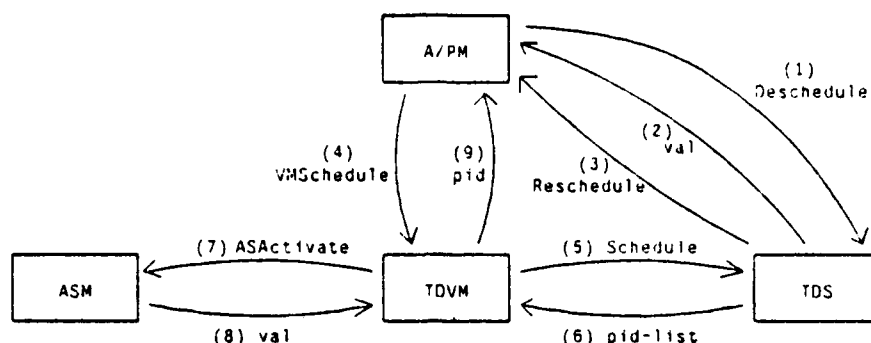 A/PM
(1)
Deschedule
(2)
val
(3)
Reschedule
(4)
VMSchedule
(9)
pid
(7) ASActivate
(5) Schedule
ASM
TDVM
TDS
(8) val
(6) pid-list